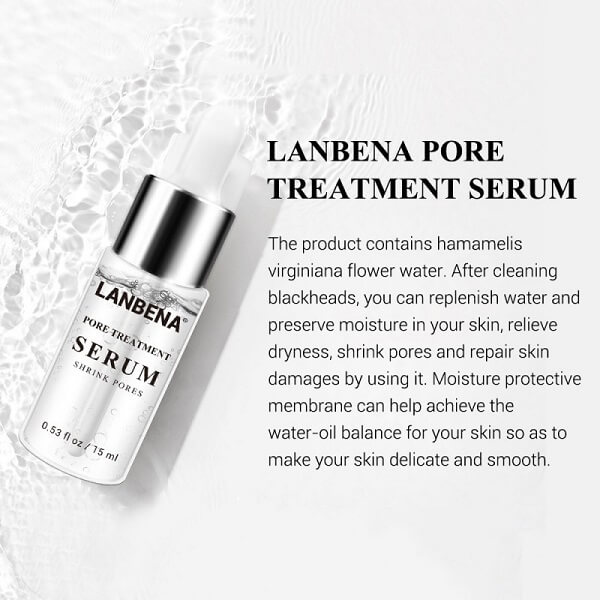 LANBENA PORE
TREATMENT SERUM
The product contains hamamelis
virginiana flower water. After cleaning
blackheads, you can replenish water and
preserve moisture in your skin, relieve
dryness, shrink pores and repair skin
damages by using it. Moisture protective
membrane can help achieve the
water-oil balance for your skin so as to
make your skin delicate and smooth.
LANBENA®
PORE TREATMENT
SERUM
SHRINK PORES
0.53 fl oz / 15 ml